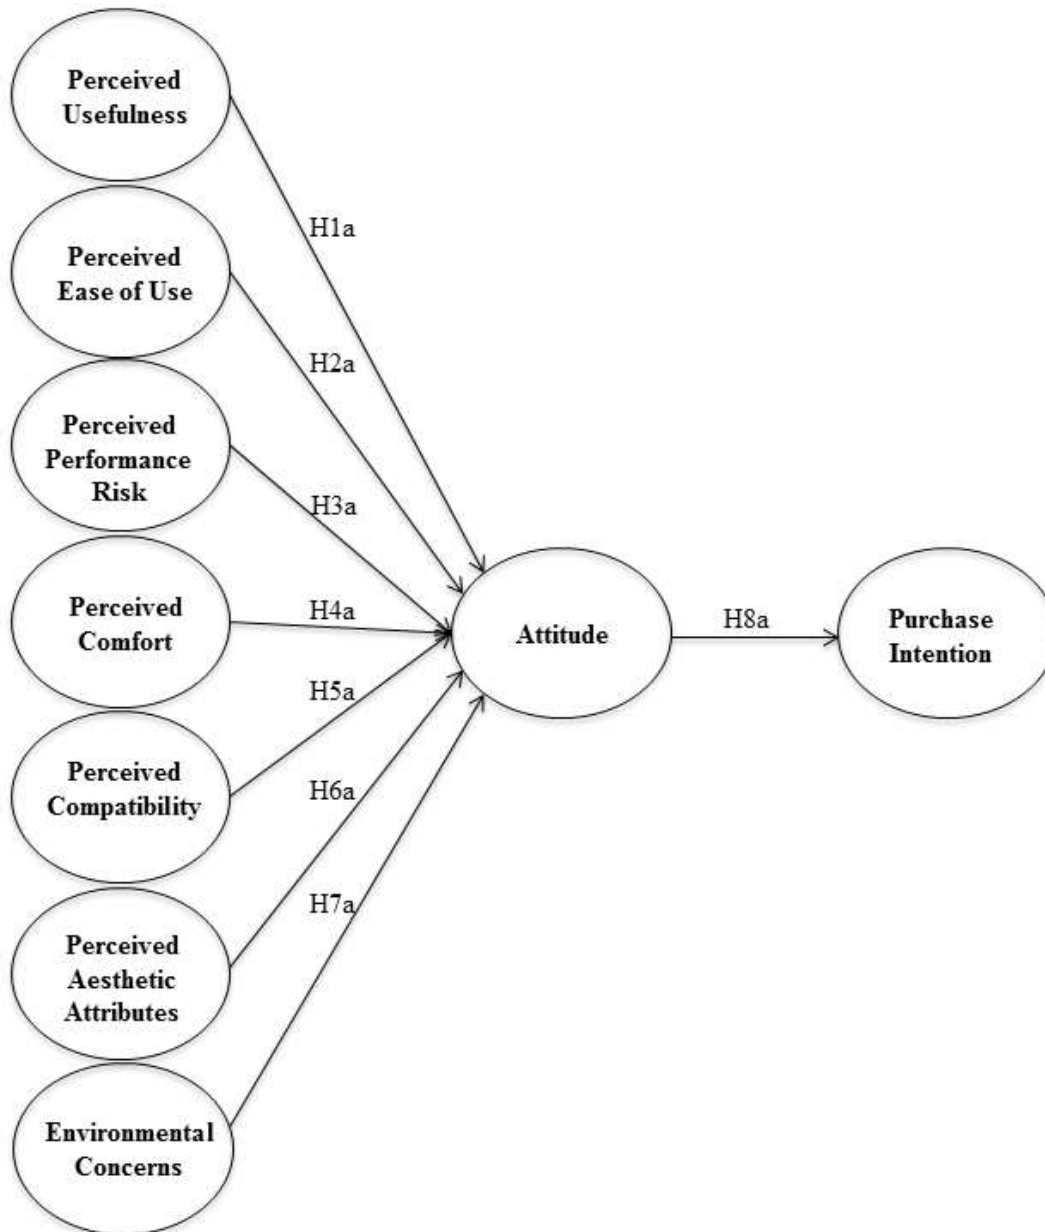 Perceived
Usefulness
H1a
Perceived
Ease of Use
H2a
Perceived
Performance
Risk
H3a
Perceived
Comfort
H4a
Attitude
H8a
Purchase
Intention
H5a
Perceived
Compatibility
H6a
H7a
Perceived
Aesthetic
Attributes
Environmental
Concerns